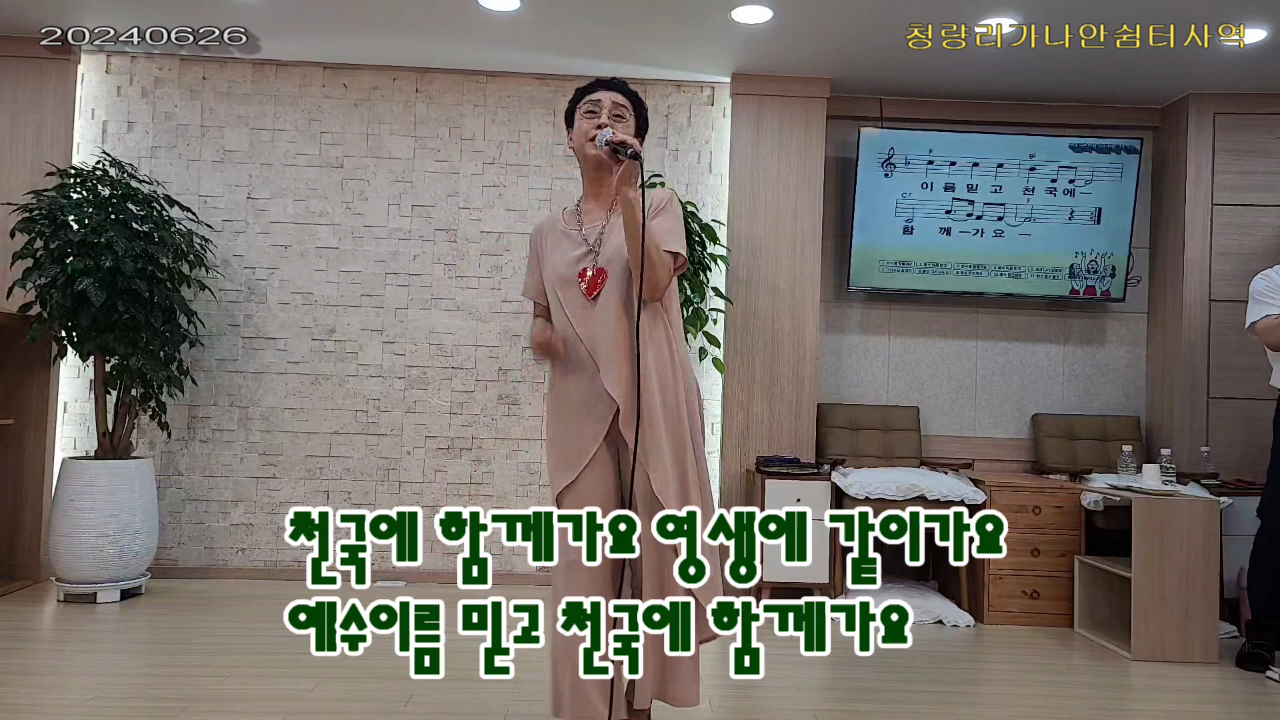 20240626
청량리가나안쉼터사역
이름믿고 천국에
함 께 가요
천국에 함께가요 영생에 같이가요
예수이름 믿고 천국에 함께가요